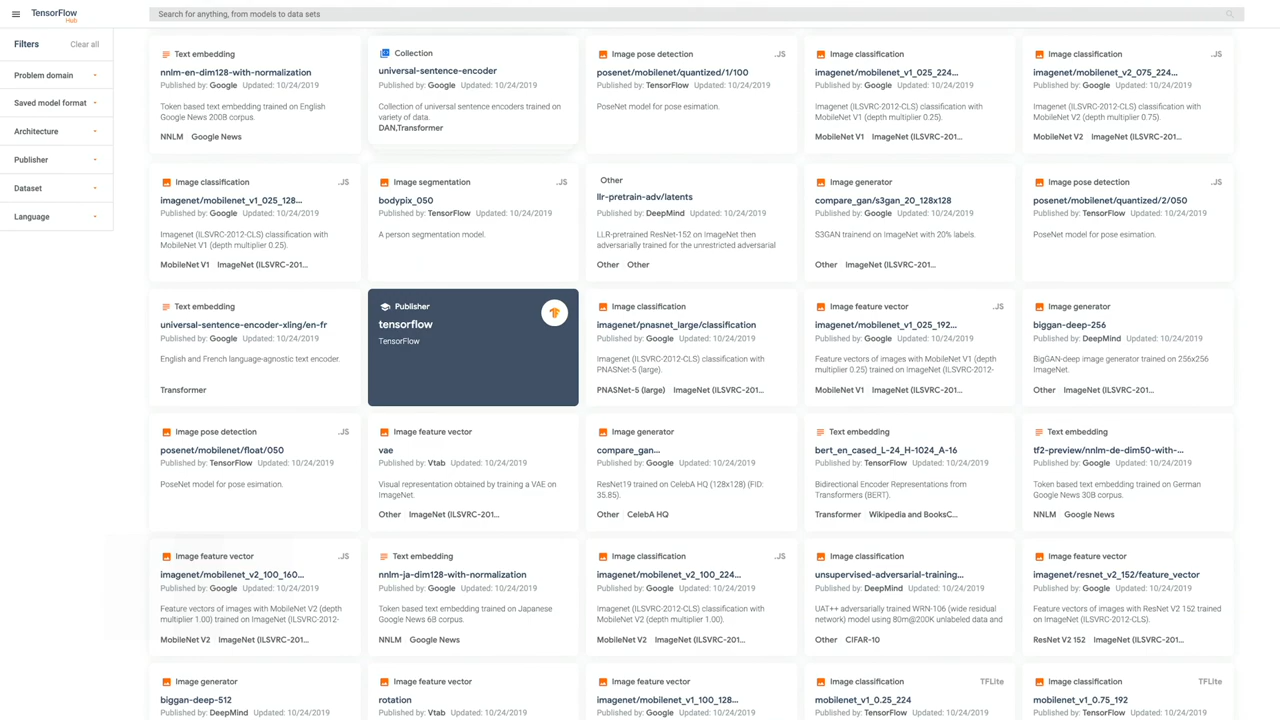 TensorFlow
Hub
Search for anything, from models to data sets
Filters
Clear all
Problem domain
Saved model format
Architecture
Publisher
Dataset
Language
Text embedding
nnlm-en-dim128-with-normalization
Published by: Google Updated: 10/24/2019
Token based text embedding trained on English
Google News 200B corpus.
NNLM Google News
Collection
universal-sentence-encoder
Published by: Google Updated: 10/24/2019
Collection of universal sentence encoders trained on
variety of data.
DAN,Transformer
Image pose detection .JS
posenet/mobilenet/quantized/1/100
Published by: TensorFlow Updated: 10/24/2019
PoseNet model for pose esimation.
Image classification
imagenet/mobilenet_v1_025_224...
Published by: Google Updated: 10/24/2019
Imagenet (ILSVRC-2012-CLS) classification with
MobileNet V1 (depth multiplier 0.25).
MobileNet V1 ImageNet (ILSVRC-201...
Image classification .JS
imagenet/mobilenet_v2_075_224...
Published by: Google Updated: 10/24/2019
Imagenet (ILSVRC-2012-CLS) classification with
MobileNet V2 (depth multiplier 0.75).
MobileNet V2 ImageNet (ILSVRC-201...
Image classification .JS
imagenet/mobilenet_v1_025_128...
Published by: Google Updated: 10/24/2019
Imagenet (ILSVRC-2012-CLS) classification with
MobileNet V1 (depth multiplier 0.25).
MobileNet V1 ImageNet (ILSVRC-201...
Image segmentation .JS
bodypix_050
Published by: TensorFlow Updated: 10/24/2019
A person segmentation model.
Other
llr-pretrain-adv/latents
Published by: DeepMind Updated: 10/24/2019
LLR-pretrained ResNet-152 on ImageNet then
adversarially trained for the unrestricted adversarial
Other Other
Image generator
compare_gan/s3gan_20_128x128
Published by: Google Updated: 10/24/2019
S3GAN trainend on ImageNet with 20% labels.
Other ImageNet (ILSVRC-201...
Image pose detection .JS
posenet/mobilenet/quantized/2/050
Published by: TensorFlow Updated: 10/24/2019
PoseNet model for pose esimation.
Text embedding
universal-sentence-encoder-xling/en-fr
Published by: Google Updated: 10/24/2019
English and French language-agnostic text encoder.
Transformer
Publisher
tensorflow
TensorFlow
Image classification
imagenet/pnasnet_large/classification
Published by: Google Updated: 10/24/2019
Imagenet (ILSVRC-2012-CLS) classification with
PNASNet-5 (large).
PNASNet-5 (large) ImageNet (ILSVRC-201...
Image feature vector .JS
imagenet/mobilenet_v1_025_192...
Published by: Google Updated: 10/24/2019
Feature vectors of images with MobileNet V1 (depth
multiplier 0.25) trained on ImageNet (ILSVRC-2012-
MobileNet V1 ImageNet (ILSVRC-201...
Image generator
biggan-deep-256
Published by: DeepMind Updated: 10/24/2019
BigGAN-deep image generator trained on 256x256
ImageNet.
Other ImageNet (ILSVRC-201...
Image pose detection .JS
posenet/mobilenet/float/050
Published by: TensorFlow Updated: 10/24/2019
PoseNet model for pose esimation.
Image feature vector
vae
Published by: Vtab Updated: 10/24/2019
Visual representation obtained by training a VAE on
ImageNet.
Other ImageNet (ILSVRC-201...
Image generator
compare_gan...
Published by: Google Updated: 10/24/2019
ResNet19 trained on CelebA HQ (128x128) (FID:
35.85).
Other CelebA HQ
Text embedding
bert_en_cased_L-24_H-1024_A-16
Published by: TensorFlow Updated: 10/24/2019
Bidirectional Encoder Representations from
Transformers (BERT).
Transformer Wikipedia and BooksC...
Text embedding
tf2-preview/nnlm-de-dim50-with-...
Published by: Google Updated: 10/24/2019
Token based text embedding trained on German
Google News 30B corpus.
NNLM Google News
Image feature vector .JS
imagenet/mobilenet_v2_100_160...
Published by: Google Updated: 10/24/2019
Feature vectors of images with MobileNet V2 (depth
multiplier 1.00) trained on ImageNet (ILSVRC-2012-
MobileNet V2 ImageNet (ILSVRC-201...
Text embedding
nnlm-ja-dim128-with-normalization
Published by: Google Updated: 10/24/2019
Token based text embedding trained on Japanese
Google News 6B corpus.
NNLM Google News
Image classification .JS
imagenet/mobilenet_v2_100_224...
Published by: Google Updated: 10/24/2019
Imagenet (ILSVRC-2012-CLS) classification with
MobileNet V2 (depth multiplier 1.00).
MobileNet V2 ImageNet (ILSVRC-201...
Image classification
unsupervised-adversarial-training...
Published by: DeepMind Updated: 10/24/2019
UAT++ adversarially trained WRN-106 (wide residual
network) model using 80m@200K unlabeled data and
Other CIFAR-10
Image feature vector
imagenet/resnet_v2_152/feature_vector
Published by: Google Updated: 10/24/2019
Feature vectors of images with ResNet V2 152 trained
on ImageNet (ILSVRC-2012-CLS).
ResNet V2 152 ImageNet (ILSVRC-201...
Image generator
biggan-deep-512
Published by: DeepMind Updated: 10/24/2019
Image feature vector
rotation
Published by: Vtab Updated: 10/24/2019
Image feature vector
imagenet/mobilenet_v1_100_128...
Published by: Google Updated: 10/24/2019
Image classification TFLite
mobilenet_v1_0.25_224
Published by: TensorFlow Updated: 10/24/2019
Image classification TFLite
mobilenet_v1_0.75_192
Published by: TensorFlow Updated: 10/24/2019